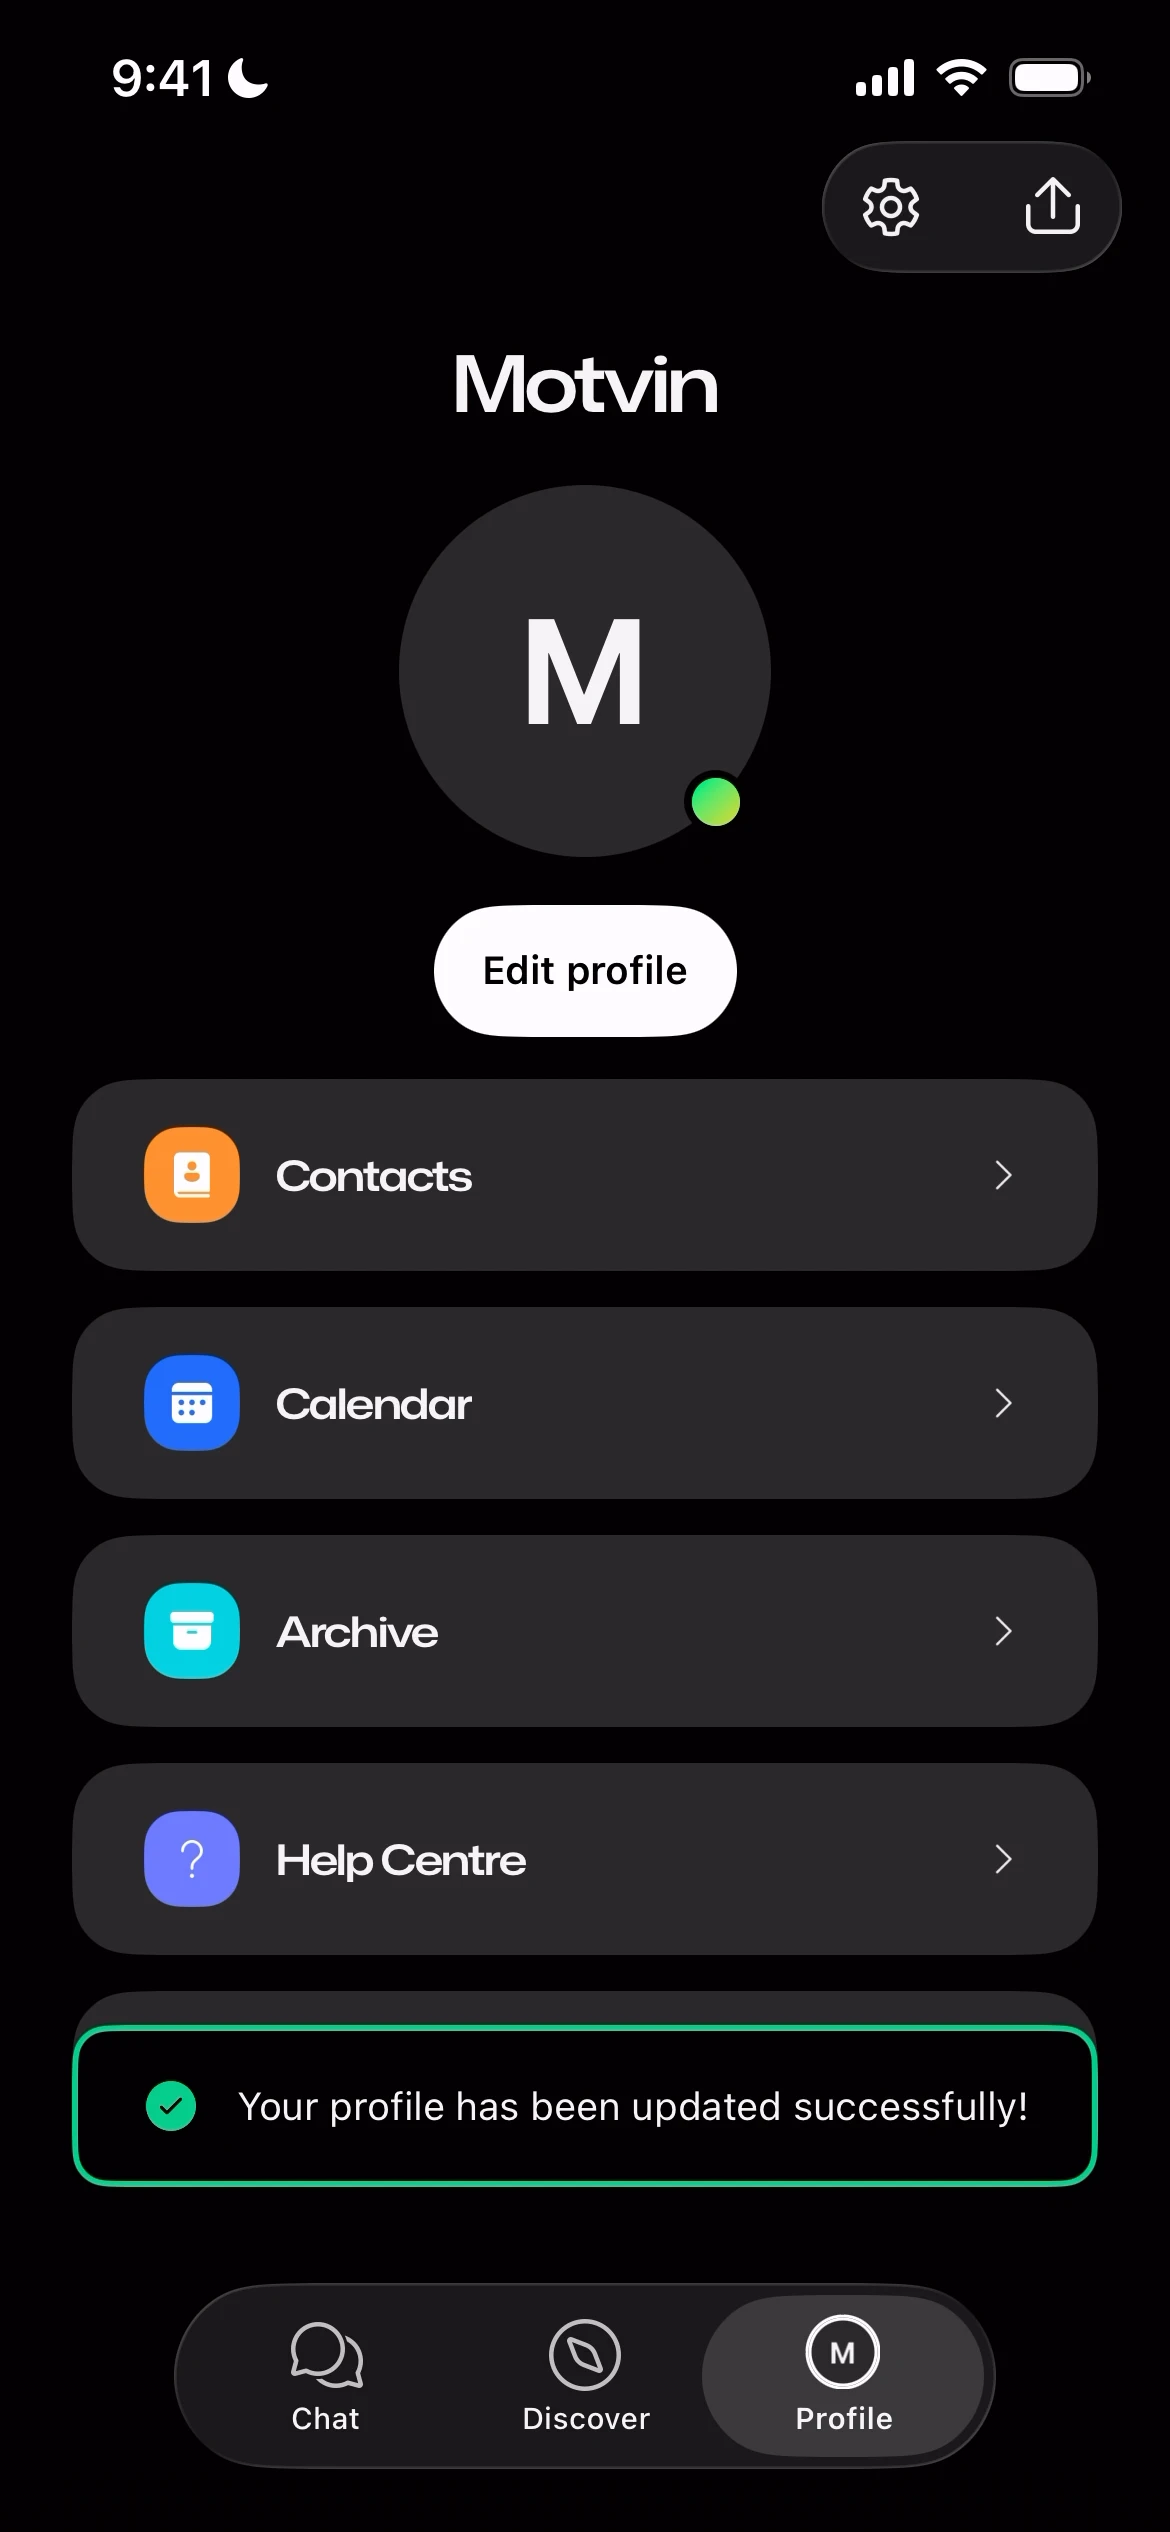 9:41
Motvin
M
Edit profile
Contacts
Calendar
Archive
Help Centre
Your profile has been updated successfully!
M
Chat
Discover
Profile